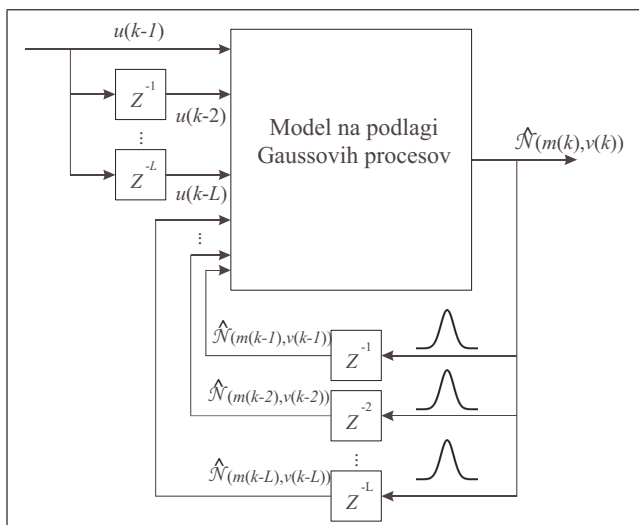 u(k-1)
Z⁻¹
u(k-2)
...
Z⁻ᴸ
u(k-L)
...
Model na podlagi
Gaussovih procesov
𝒩̂(m(k),v(k))
𝒩̂(m(k-1),v(k-1))
Z⁻¹
𝒩̂(m(k-2),v(k-2))
Z⁻²
...
𝒩̂(m(k-L),v(k-L))
Z⁻ᴸ